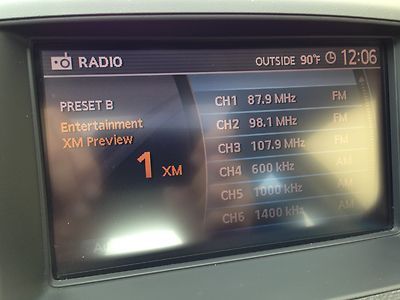 RADIO OUTSIDE 90°F 12:06
PRESET B
Entertainment
XM Preview
1 XM
CH1 87.9 MHz FM
CH2 98.1 MHz FM
CH3 107.9 MHz FM
CH4 600 kHz AM
CH5 1000 kHz AM
CH6 1400 kHz AM